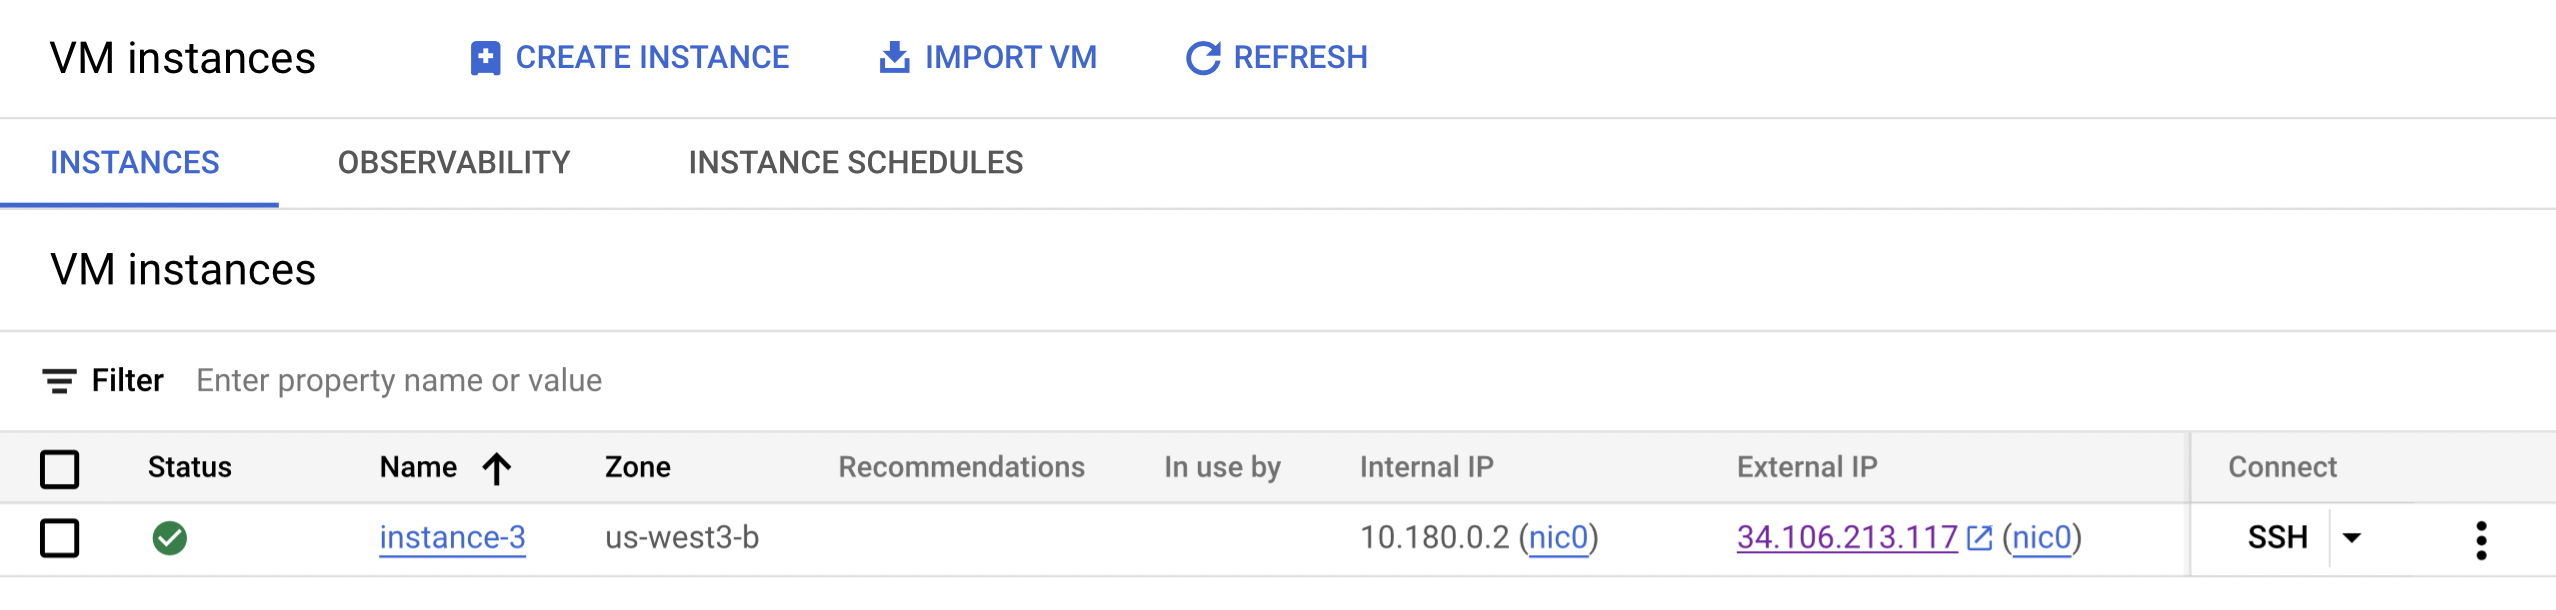 VM instances CREATE INSTANCE IMPORT VM REFRESH
INSTANCES OBSERVABILITY INSTANCE SCHEDULES
VM instances
Filter Enter property name or value
Status Name Zone Recommendations In use by Internal IP External IP Connect
instance-3 us-west3-b 10.180.0.2 (nic0) 34.106.213.117 (nic0) SSH